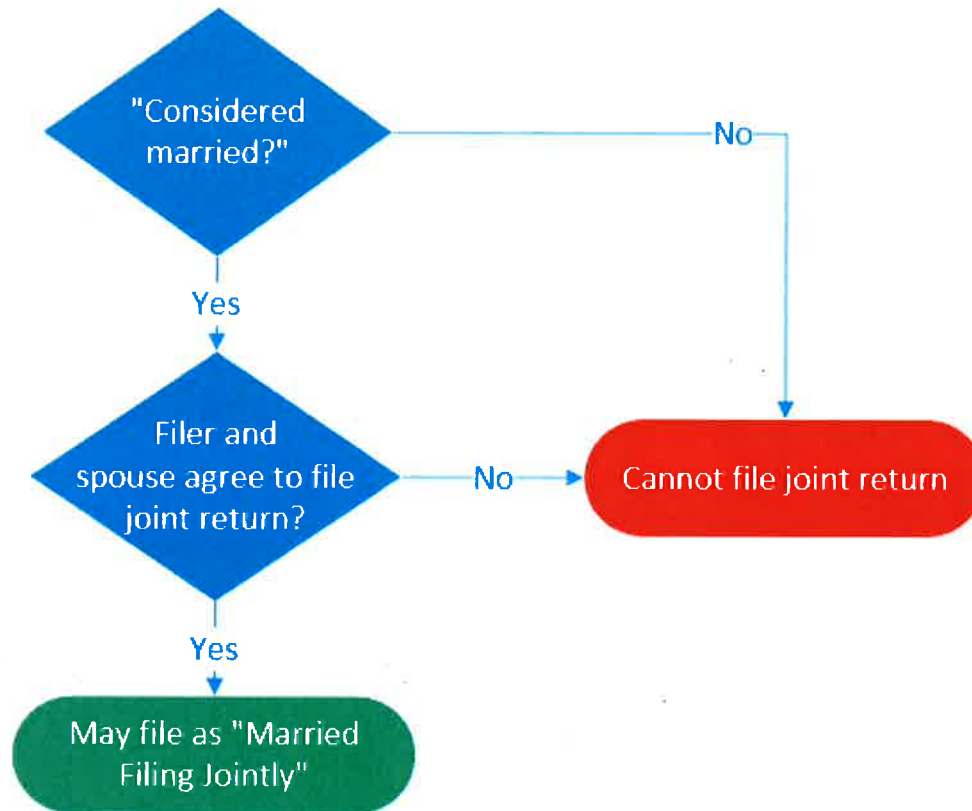 "Considered
married?"
No
Yes
Filer and
spouse agree to file
joint return?
No
Cannot file joint return
Yes
May file as "Married
Filing Jointly"